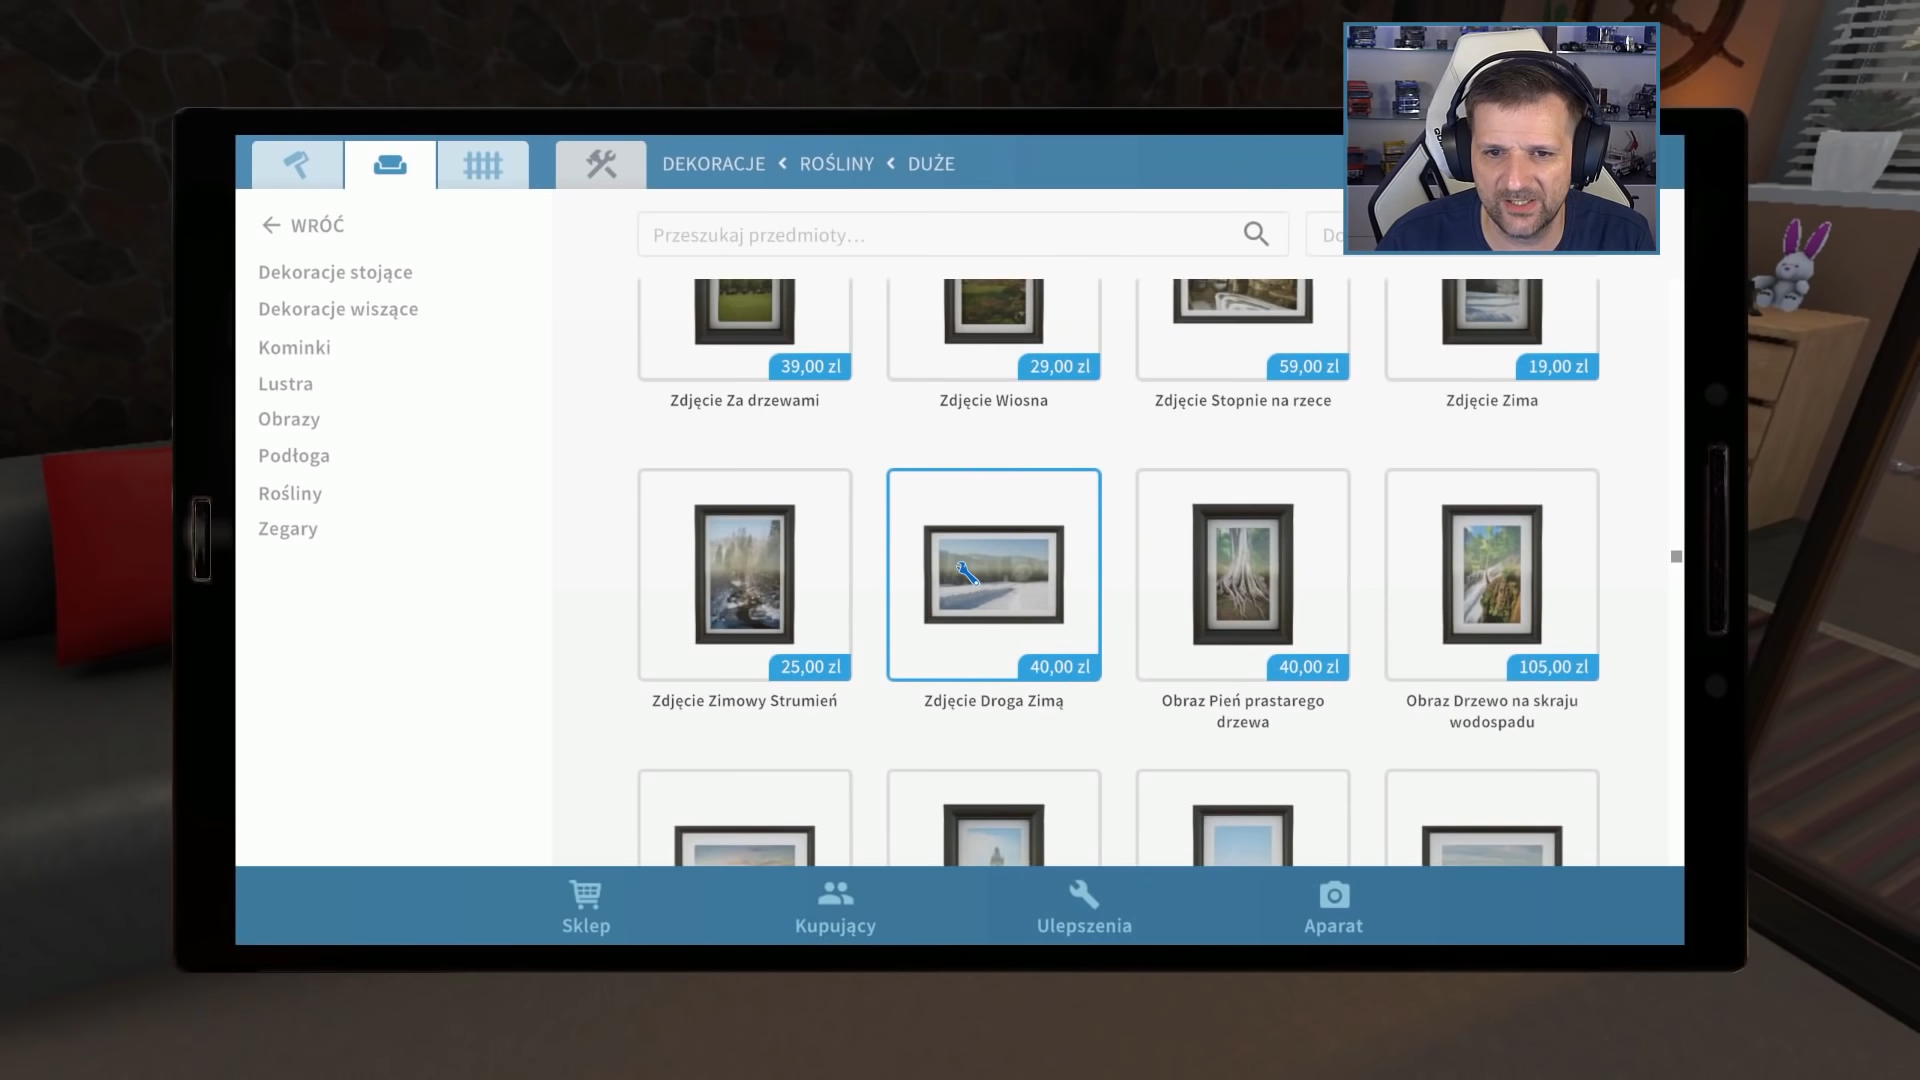 DEKORACJE < ROŚLINY < DUŻE
WRÓĆ
Dekoracje stojące
Dekoracje wiszące
Kominki
Lustra
Obrazy
Podłoga
Rośliny
Zegary
Przeszukaj przedmioty...
Do
39,00 zl
29,00 zl
59,00 zl
19,00 zl
Zdjęcie Za drzewami
Zdjęcie Wiosna
Zdjęcie Stopnie na rzece
Zdjęcie Zima
25,00 zl
40,00 zl
40,00 zl
105,00 zl
Zdjęcie Zimowy Strumień
Zdjęcie Droga Zimą
Obraz Pień prastarego
drzewa
Obraz Drzewo na skraju
wodospadu
Sklep
Kupujący
Ulepszenia
Aparat